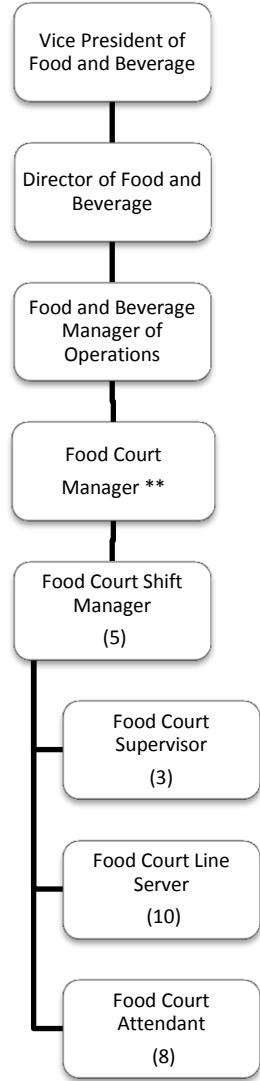 Vice President of
Food and Beverage
Director of Food and
Beverage
Food and Beverage
Manager of
Operations
Food Court
Manager **
Food Court Shift
Manager
(5)
Food Court
Supervisor
(3)
Food Court Line
Server
(10)
Food Court
Attendant
(8)